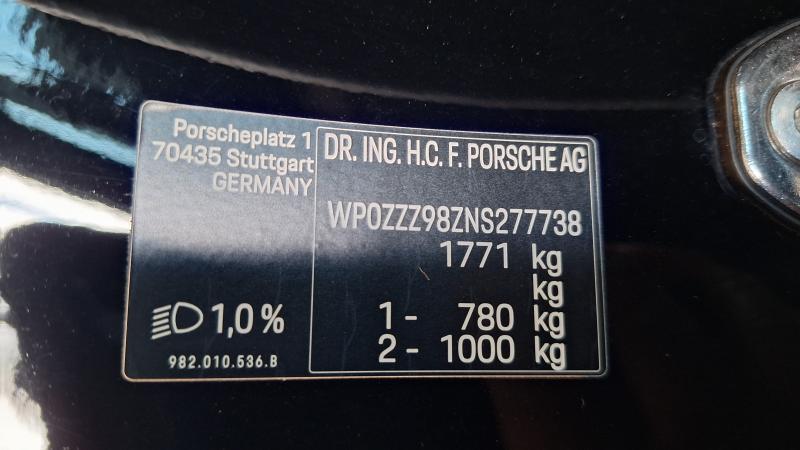 Porscheplatz 1
70435 Stuttgart
GERMANY
DR. ING. H.C. F. PORSCHE AG
WP0ZZZ98ZNS277738
1771 kg
kg
1 - 780 kg
2 - 1000 kg
1,0 %
982.010.536.B